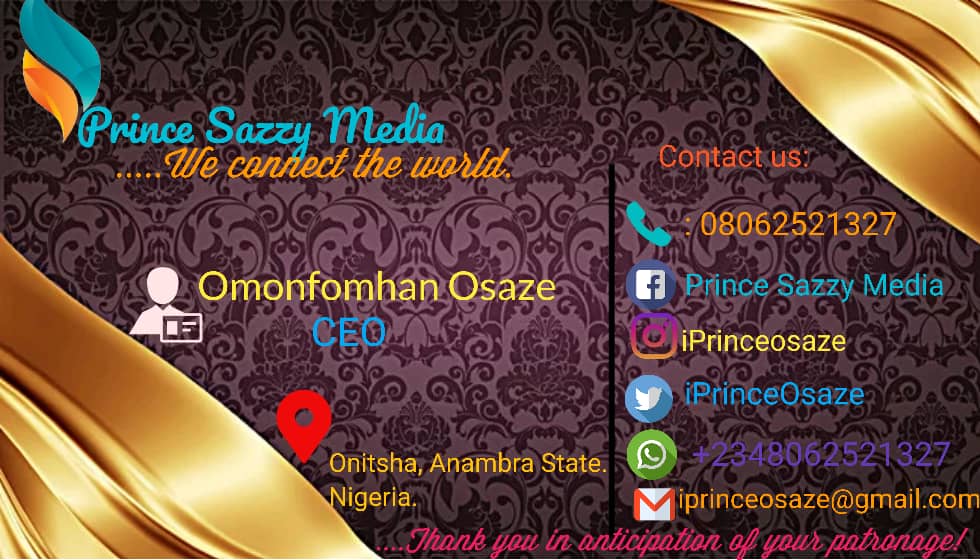 Prince Sazzy Media
.....We connect the world.
Omonfomhan Osaze
CEO
Onitsha, Anambra State.
Nigeria.
Contact us:
: 08062521327
Prince Sazzy Media
iPrinceosaze
iPrinceOsaze
+2348062521327
iprinceosaze@gmail.com
....Thank you in anticipation of your patronage!